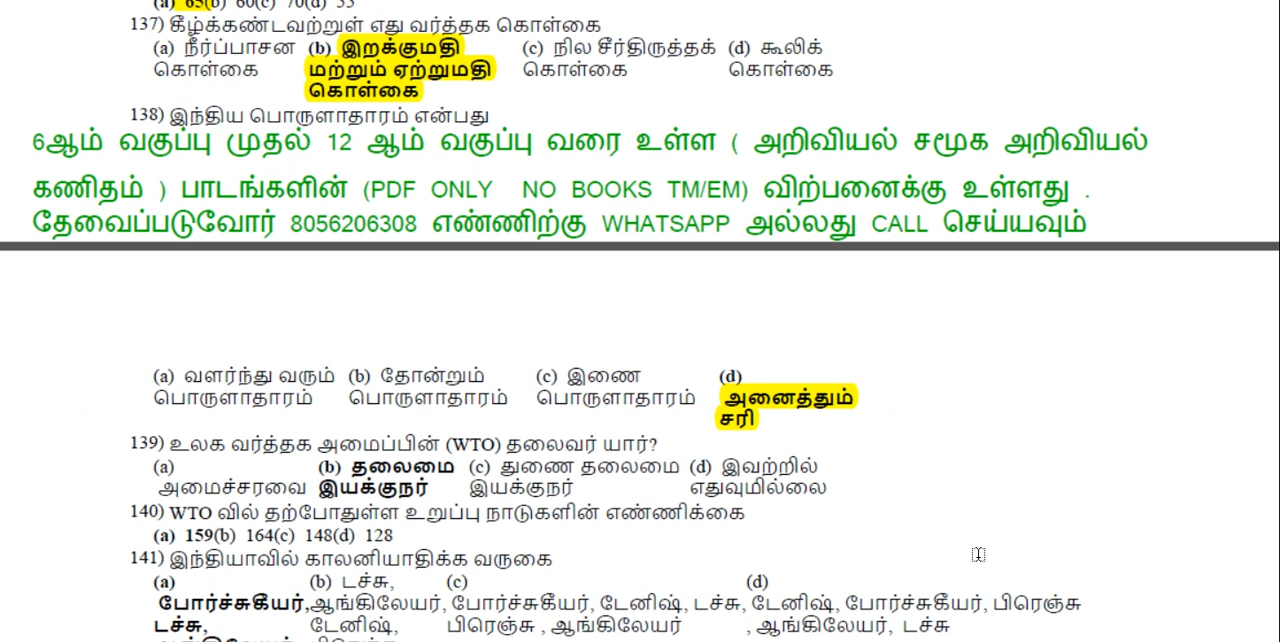 (a) 65(b) 60(c) 70(d) 55
137) கீழ்க்கண்டவற்றுள் எது வர்த்தக கொள்கை
(a) நீர்ப்பாசன (b) இறக்குமதி (c) நில சீர்திருத்தக் (d) கூலிக்
கொள்கை மற்றும் ஏற்றுமதி கொள்கை கொள்கை
கொள்கை
138) இந்திய பொருளாதாரம் என்பது
6ஆம் வகுப்பு முதல் 12 ஆம் வகுப்பு வரை உள்ள ( அறிவியல் சமூக அறிவியல்
கணிதம் ) பாடங்களின் (PDF ONLY NO BOOKS TM/EM) விற்பனைக்கு உள்ளது .
தேவைப்படுவோர் 8056206308 எண்ணிற்கு WHATSAPP அல்லது CALL செய்யவும்
(a) வளர்ந்து வரும் (b) தோன்றும் (c) இணை (d)
பொருளாதாரம் பொருளாதாரம் பொருளாதாரம் அனைத்தும்
சரி
139) உலக வர்த்தக அமைப்பின் (WTO) தலைவர் யார்?
(a) (b) தலைமை (c) துணை தலைமை (d) இவற்றில்
அமைச்சரவை இயக்குநர் இயக்குநர் எதுவுமில்லை
140) WTO வில் தற்போதுள்ள உறுப்பு நாடுகளின் எண்ணிக்கை
(a) 159(b) 164(c) 148(d) 128
141) இந்தியாவில் காலனியாதிக்க வருகை
(a) (b) டச்சு, (c) (d)
போர்ச்சுகீயர், ஆங்கிலேயர், போர்ச்சுகீயர், டேனிஷ், டச்சு, டேனிஷ், போர்ச்சுகீயர், பிரெஞ்சு
டச்சு, டேனிஷ், பிரெஞ்சு , ஆங்கிலேயர் , ஆங்கிலேயர், டச்சு